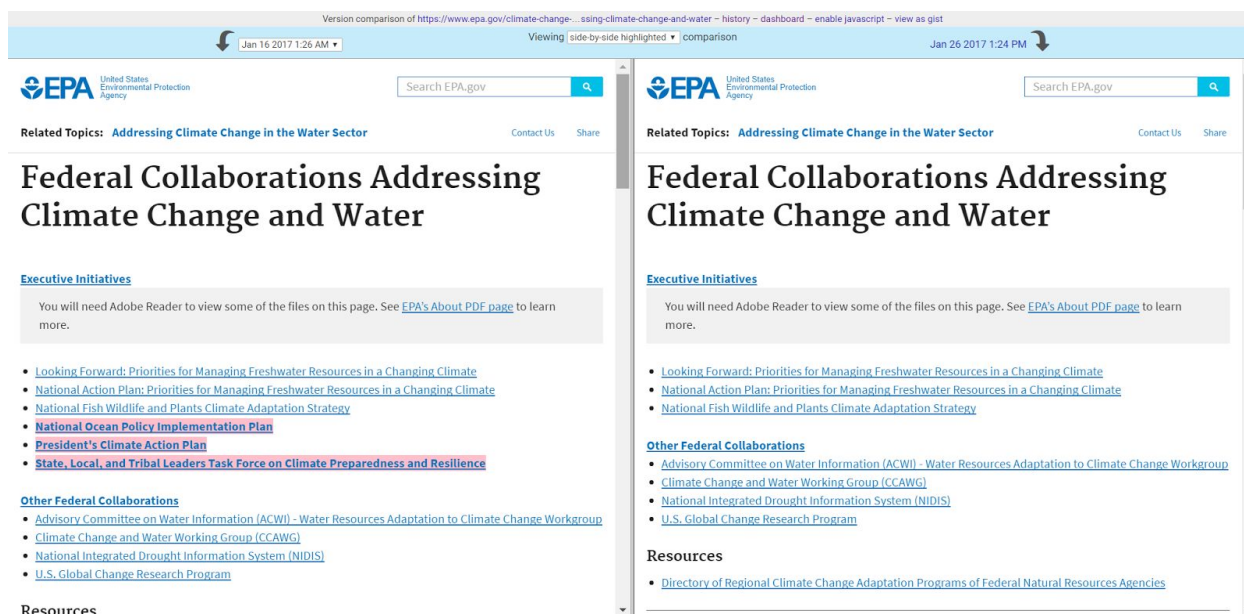 Version comparison of https://www.epa.gov/climate-change-...ssing-climate-change-and-water – history – dashboard – enable javascript – view as gist
Jan 16 2017 1:26 AM
Viewing side-by-side highlighted comparison
Jan 26 2017 1:24 PM
EPA United States
Environmental Protection
Agency
Search EPA.gov
Related Topics: Addressing Climate Change in the Water Sector
Contact Us Share
Federal Collaborations Addressing
Climate Change and Water
Executive Initiatives
You will need Adobe Reader to view some of the files on this page. See EPA's About PDF page to learn
more.
Looking Forward: Priorities for Managing Freshwater Resources in a Changing Climate
National Action Plan: Priorities for Managing Freshwater Resources in a Changing Climate
National Fish Wildlife and Plants Climate Adaptation Strategy
National Ocean Policy Implementation Plan
President's Climate Action Plan
State, Local, and Tribal Leaders Task Force on Climate Preparedness and Resilience
Other Federal Collaborations
Advisory Committee on Water Information (ACWI) - Water Resources Adaptation to Climate Change Workgroup
Climate Change and Water Working Group (CCAWG)
National Integrated Drought Information System (NIDIS)
U.S. Global Change Research Program
Resources
EPA United States
Environmental Protection
Agency
Search EPA.gov
Related Topics: Addressing Climate Change in the Water Sector
Contact Us Share
Federal Collaborations Addressing
Climate Change and Water
Executive Initiatives
You will need Adobe Reader to view some of the files on this page. See EPA's About PDF page to learn
more.
Looking Forward: Priorities for Managing Freshwater Resources in a Changing Climate
National Action Plan: Priorities for Managing Freshwater Resources in a Changing Climate
National Fish Wildlife and Plants Climate Adaptation Strategy
Other Federal Collaborations
Advisory Committee on Water Information (ACWI) - Water Resources Adaptation to Climate Change Workgroup
Climate Change and Water Working Group (CCAWG)
National Integrated Drought Information System (NIDIS)
U.S. Global Change Research Program
Resources
Directory of Regional Climate Change Adaptation Programs of Federal Natural Resources Agencies